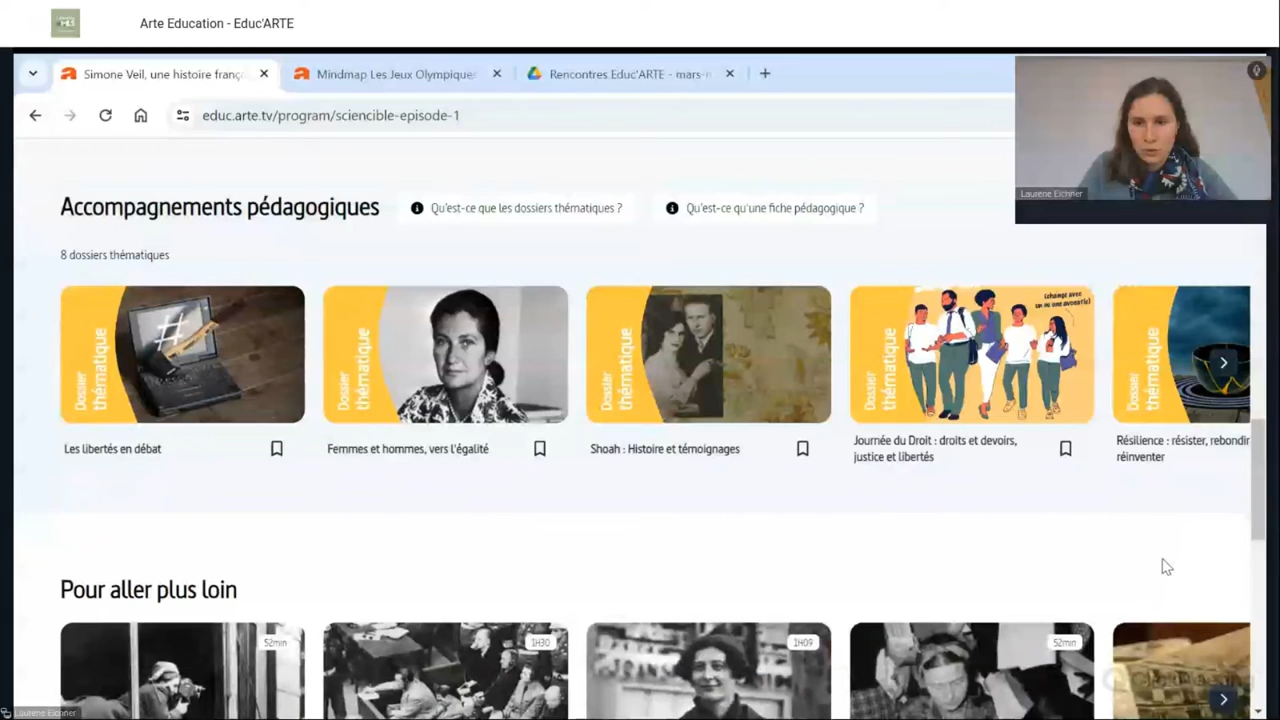 Arte Education - Educ'ARTE
Simone Veil, une histoire franç
Mindmap Les Jeux Olympique
Rencontres Educ'ARTE - mars-
educ.arte.tv/program/sciencible-episode-1
Laurene Eichner
Accompagnements pédagogiques
Qu'est-ce que les dossiers thématiques ?
Qu'est-ce qu'une fiche pédagogique ?
8 dossiers thématiques
Dossier
thématique
#
Dossier
thématique
Dossier
thématique
Dossier
thématique
Dossier
thématique
Les libertés en débat
Femmes et hommes, vers l'égalité
Shoah : Histoire et témoignages
Journée du Droit : droits et devoirs,
justice et libertés
Résilience : résister, rebondir
réinventer
Pour aller plus loin
52min
1H30
1H09
52min
Laurene Eichner